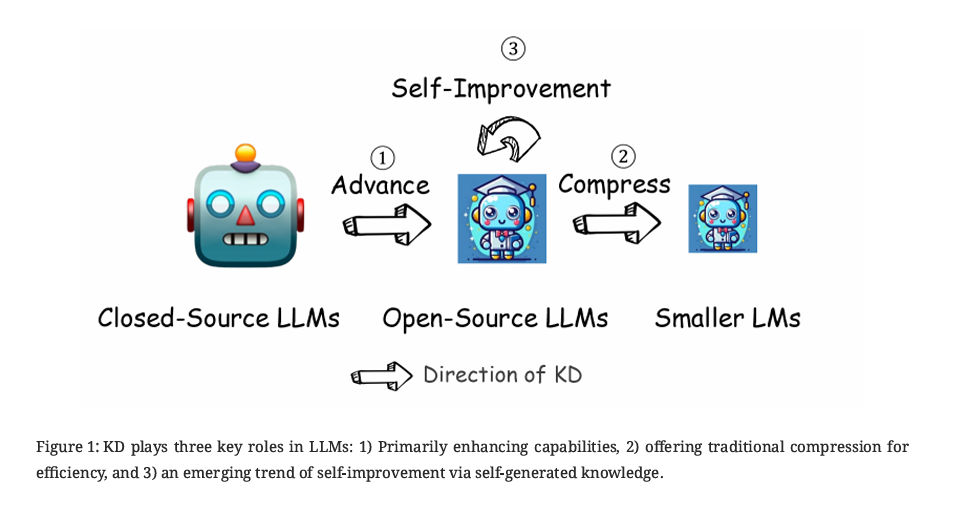 ③
Self-Improvement
①
Advance
②
Compress
Closed-Source LLMs
Open-Source LLMs
Smaller LMs
Direction of KD
Figure 1: KD plays three key roles in LLMs: 1) Primarily enhancing capabilities, 2) offering traditional compression for
efficiency, and 3) an emerging trend of self-improvement via self-generated knowledge.